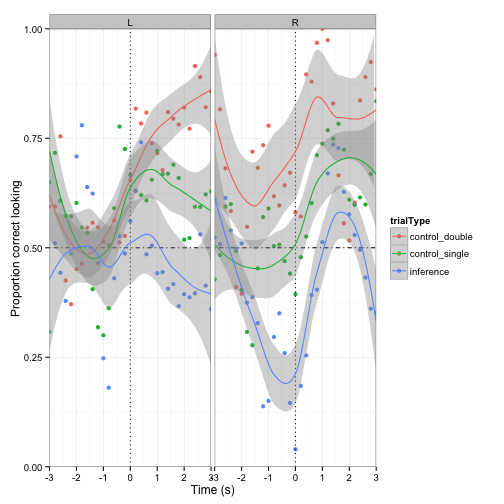 L R
Proportion correct looking
1.00
0.75
0.50
0.25
0.00
-3 -2 -1 0 1 2 3 -3 -2 -1 0 1 2 3
Time (s)
trialType
control_double
control_single
inference